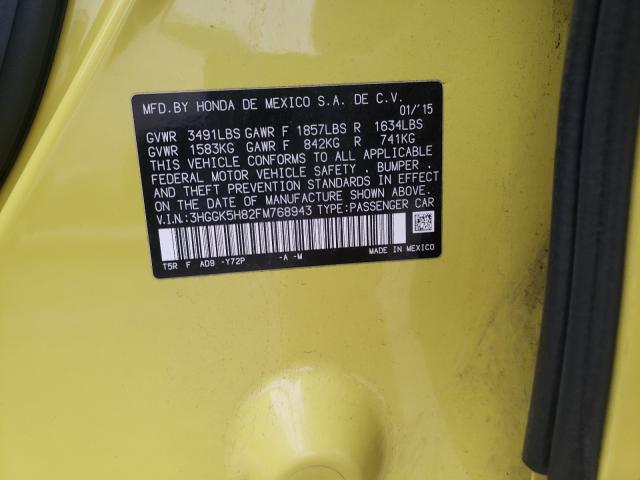 MFD.BY HONDA DE MEXICO S.A. DE C.V.
01/'15
GVWR 3491LBS GAWR F 1857LBS R 1634LBS
GVWR 1583KG GAWR F 842KG R 741KG
THIS VEHICLE CONFORMS TO ALL APPLICABLE
FEDERAL MOTOR VEHICLE SAFETY , BUMPER ,
AND THEFT PREVENTION STANDARDS IN EFFECT
ON THE DATE OF MANUFACTURE SHOWN ABOVE.
V.I.N.:3HGGK5H82FM768943 TYPE:PASSENGER CAR
T5R F AD9 -Y72P -A -M MADE IN MEXICO